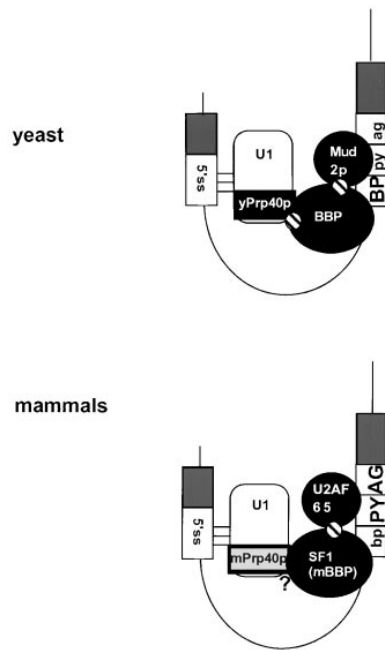 yeast
U1
Mud
2p
ag
py
BP
5'ss
yPrp40p
BBP
mammals
U1
U2AF
65
AG
PY
bp
5'ss
mPrp40p
SF1
(mBBP)
?